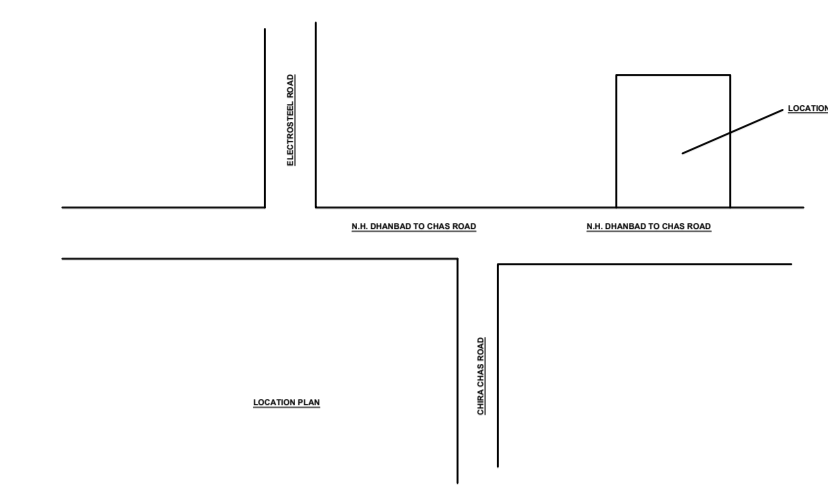 ELECTROSTEEL ROAD
LOCATION
N.H. DHANBAD TO CHAS ROAD
N.H. DHANBAD TO CHAS ROAD
CHIRA CHAS ROAD
LOCATION PLAN